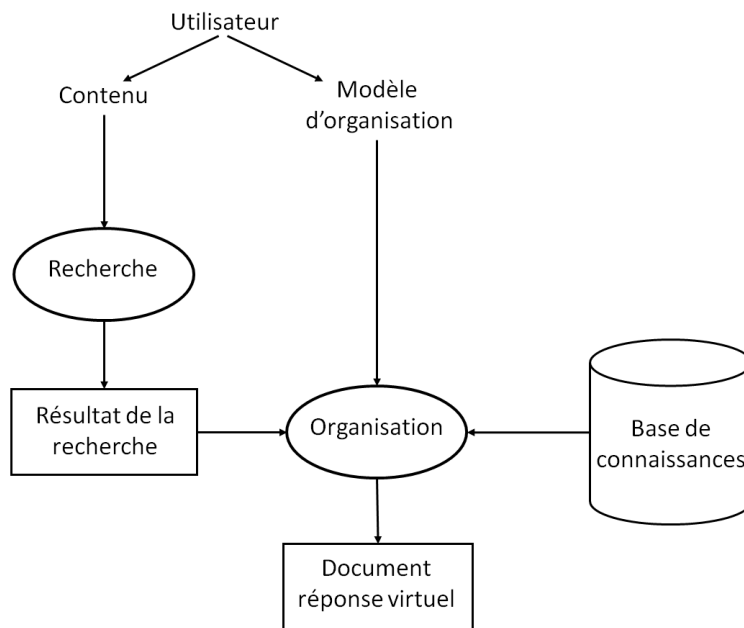 Utilisateur
Contenu
Modèle
d'organisation
Recherche
Résultat de la
recherche
Organisation
Base de
connaissances
Document
réponse virtuel